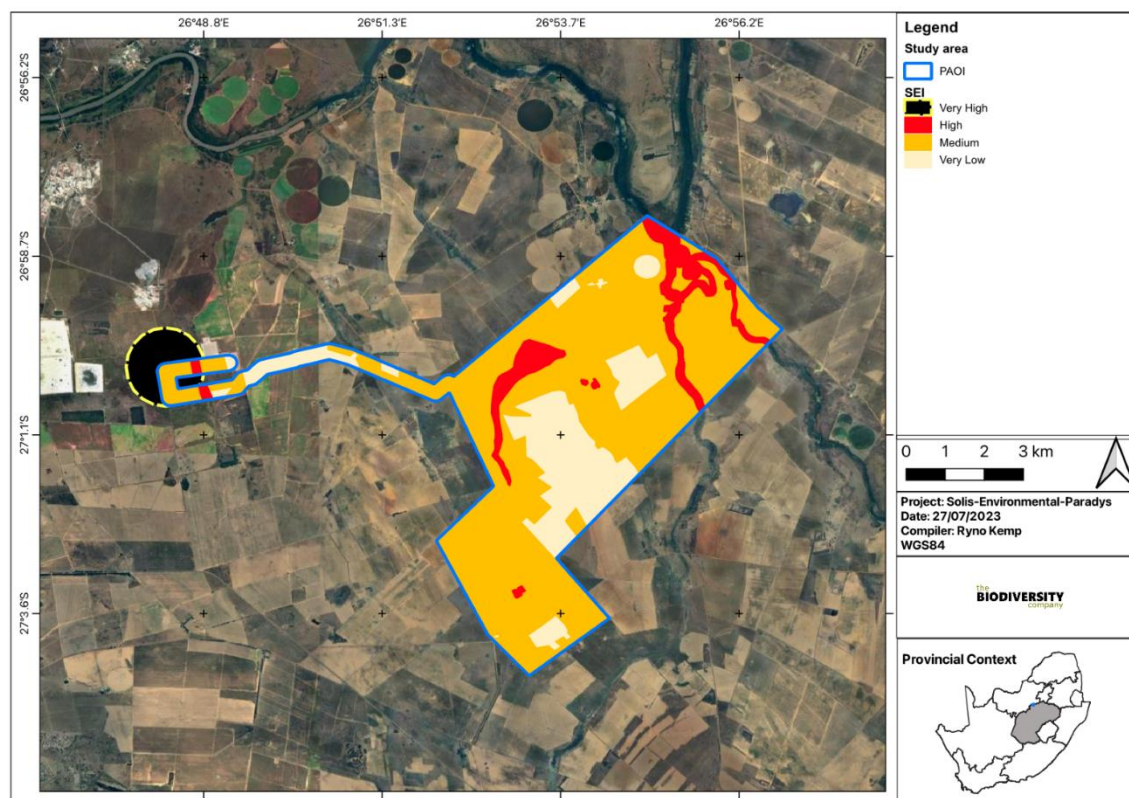 26°48.8'E 26°51.3'E 26°53.7'E 26°56.2'E
26°56.2'S
26°58.7'S
27°1.1'S
27°3.6'S
Legend
Study area
PAOI
SEI
Very High
High
Medium
Very Low
0 1 2 3 km
Project: Solis-Environmental-Paradys
Date: 27/07/2023
Compiler: Ryno Kemp
WGS84
the
BIODIVERSITY
company
Provincial Context